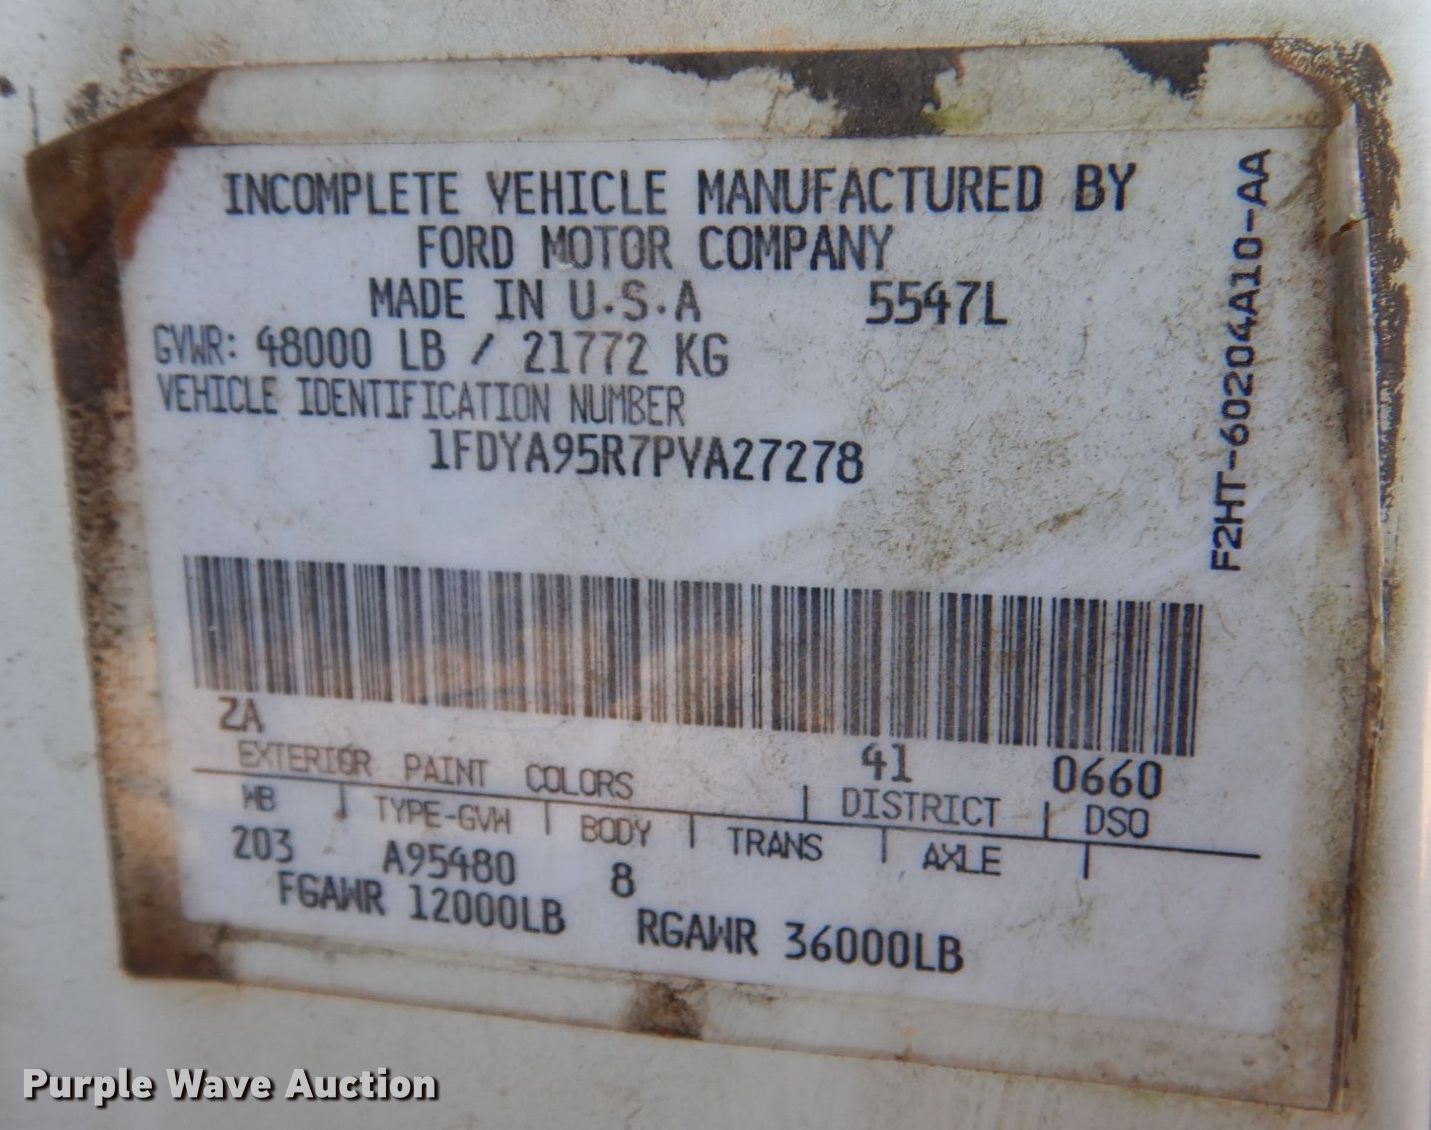 INCOMPLETE VEHICLE MANUFACTURED BY
FORD MOTOR COMPANY
MADE IN U.S.A 5547L
GVWR: 48000 LB / 21772 KG
VEHICLE IDENTIFICATION NUMBER
1FDYA95R7PVA27278
F2HT-60204A10-AA
ZA 41 0660
EXTERIOR PAINT COLORS DISTRICT DSO
WB TYPE-GVW BODY TRANS AXLE
203 A95480 8
FGAWR 12000LB RGAWR 36000LB
Purple Wave Auction